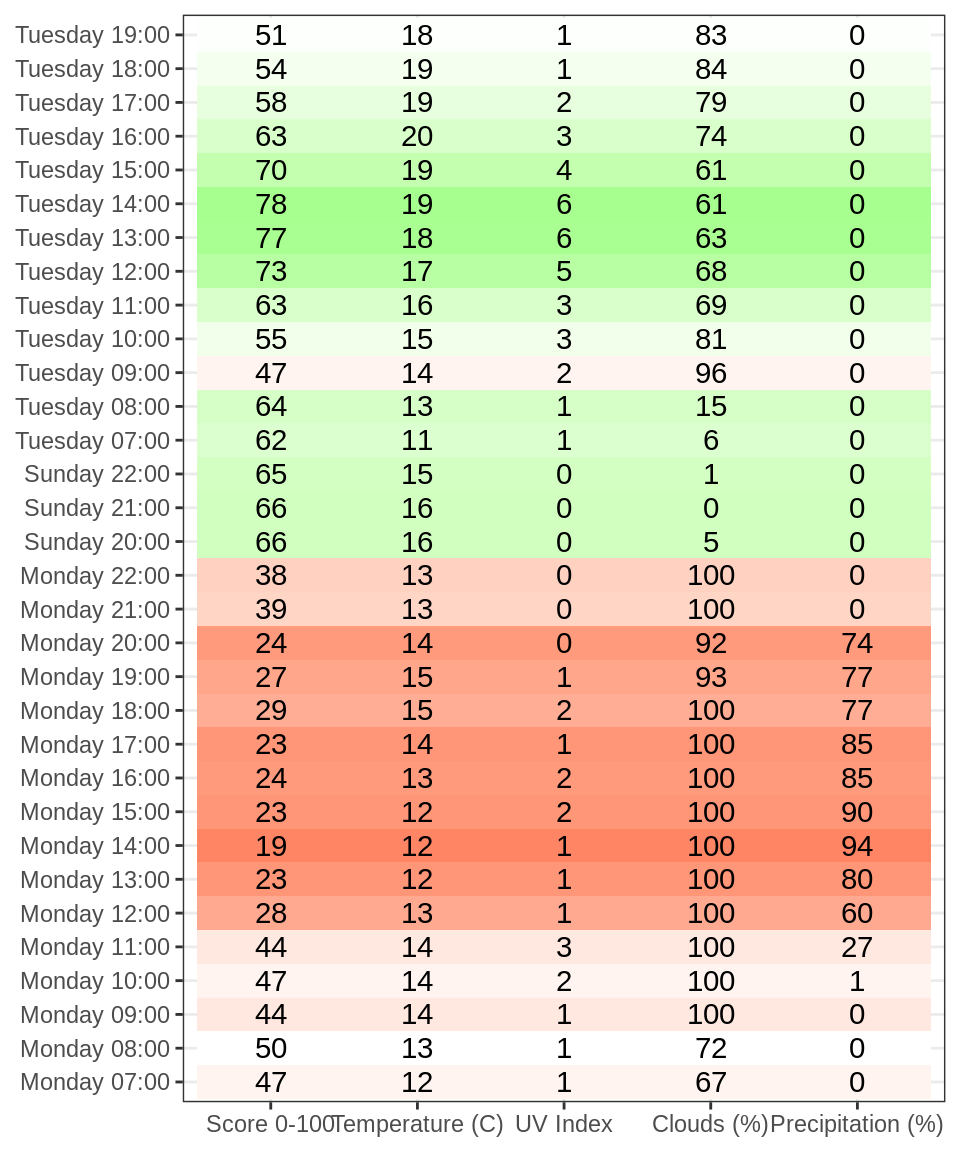 Tuesday 19:00 51 18 1 83 0
Tuesday 18:00 54 19 1 84 0
Tuesday 17:00 58 19 2 79 0
Tuesday 16:00 63 20 3 74 0
Tuesday 15:00 70 19 4 61 0
Tuesday 14:00 78 19 6 61 0
Tuesday 13:00 77 18 6 63 0
Tuesday 12:00 73 17 5 68 0
Tuesday 11:00 63 16 3 69 0
Tuesday 10:00 55 15 3 81 0
Tuesday 09:00 47 14 2 96 0
Tuesday 08:00 64 13 1 15 0
Tuesday 07:00 62 11 1 6 0
Sunday 22:00 65 15 0 1 0
Sunday 21:00 66 16 0 0 0
Sunday 20:00 66 16 0 5 0
Monday 22:00 38 13 0 100 0
Monday 21:00 39 13 0 100 0
Monday 20:00 24 14 0 92 74
Monday 19:00 27 15 1 93 77
Monday 18:00 29 15 2 100 77
Monday 17:00 23 14 1 100 85
Monday 16:00 24 13 2 100 85
Monday 15:00 23 12 2 100 90
Monday 14:00 19 12 1 100 94
Monday 13:00 23 12 1 100 80
Monday 12:00 28 13 1 100 60
Monday 11:00 44 14 3 100 27
Monday 10:00 47 14 2 100 1
Monday 09:00 44 14 1 100 0
Monday 08:00 50 13 1 72 0
Monday 07:00 47 12 1 67 0
Score 0-100 Temperature (C) UV Index Clouds (%) Precipitation (%)